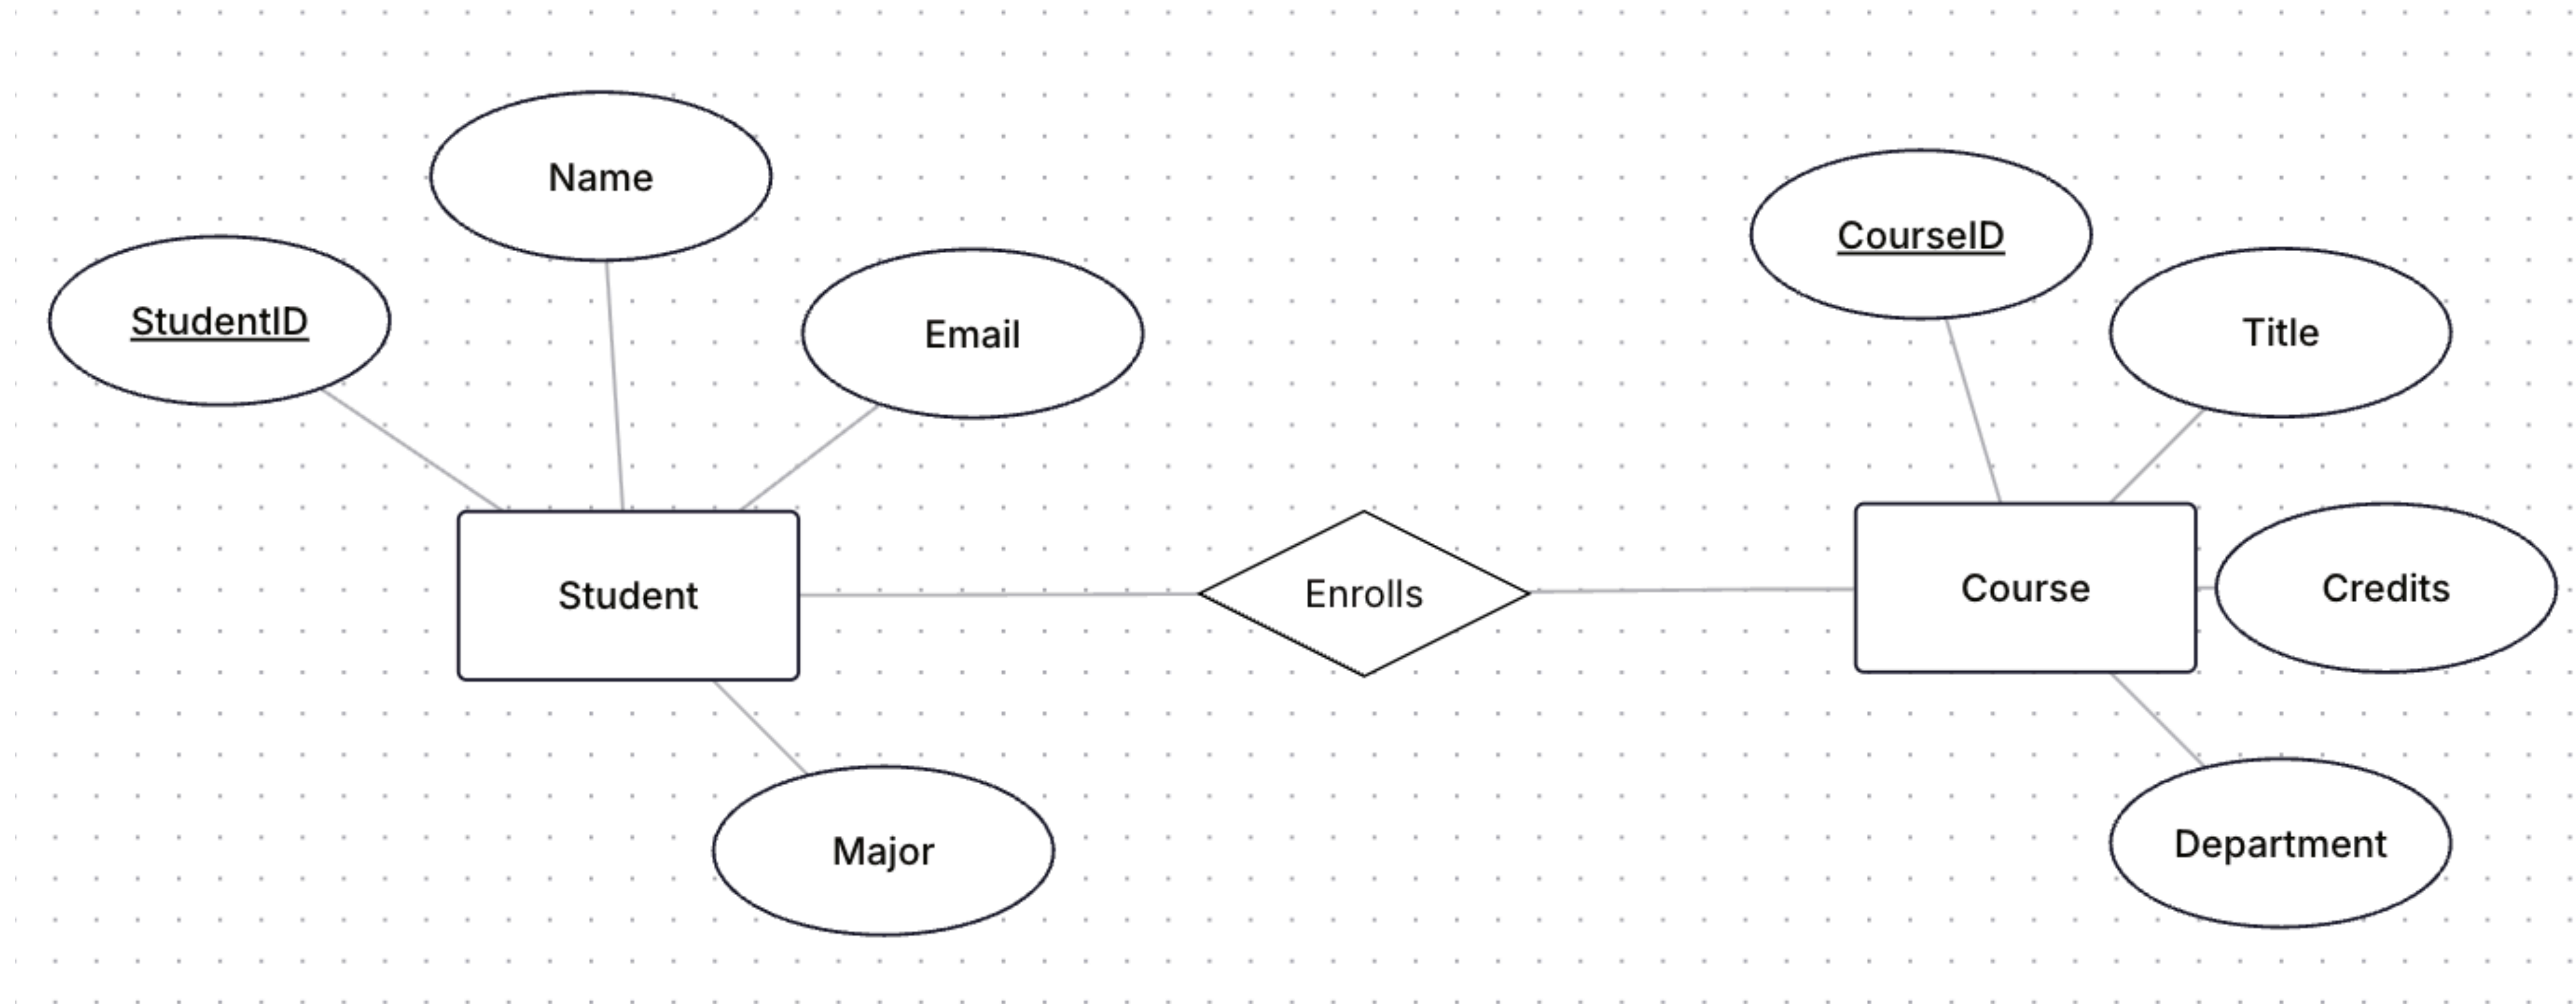 Name
CourseID
StudentID
Email
Title
Student
Enrolls
Course
Credits
Major
Department